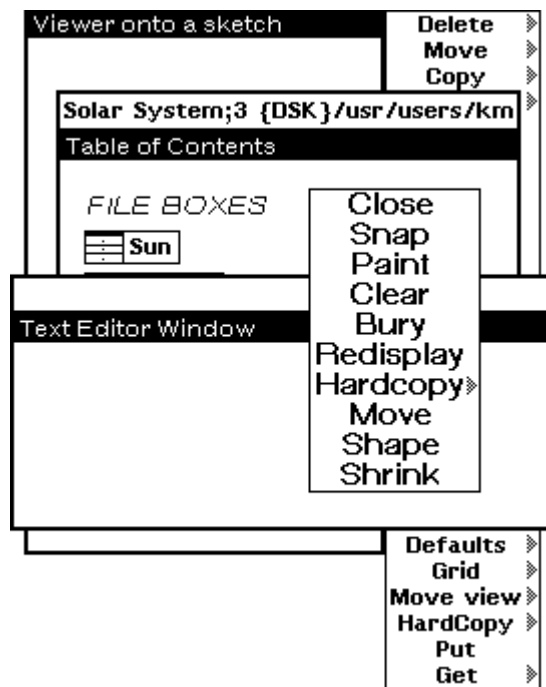 Viewer onto a sketch
Delete
Move
Copy
Solar System;3 {DSK}/usr/users/km
Table of Contents
FILE BOXES
Sun
Close
Snap
Paint
Clear
Bury
Redisplay
Hardcopy
Move
Shape
Shrink
Text Editor Window
Defaults
Grid
Move view
HardCopy
Put
Get